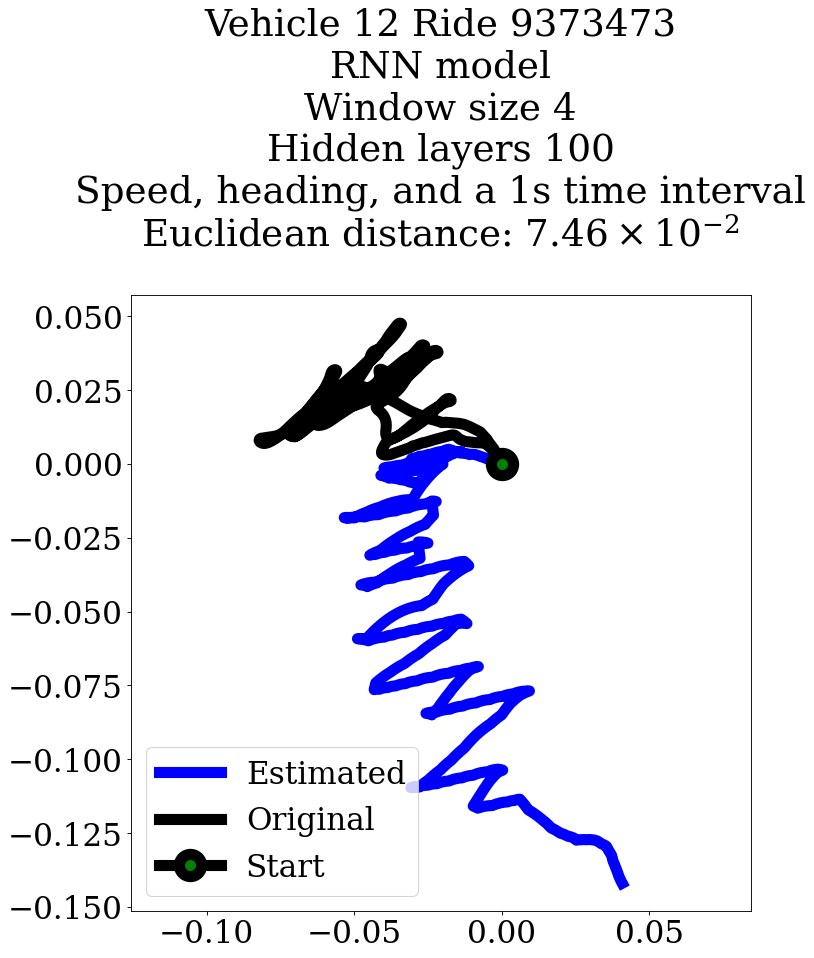 Vehicle 12 Ride 9373473
RNN model
Window size 4
Hidden layers 100
Speed, heading, and a 1s time interval
Euclidean distance: 7.46 × 10⁻²
0.050
0.025
0.000
−0.025
−0.050
−0.075
−0.100
−0.125
−0.150
Estimated
Original
Start
−0.10
−0.05
0.00
0.05